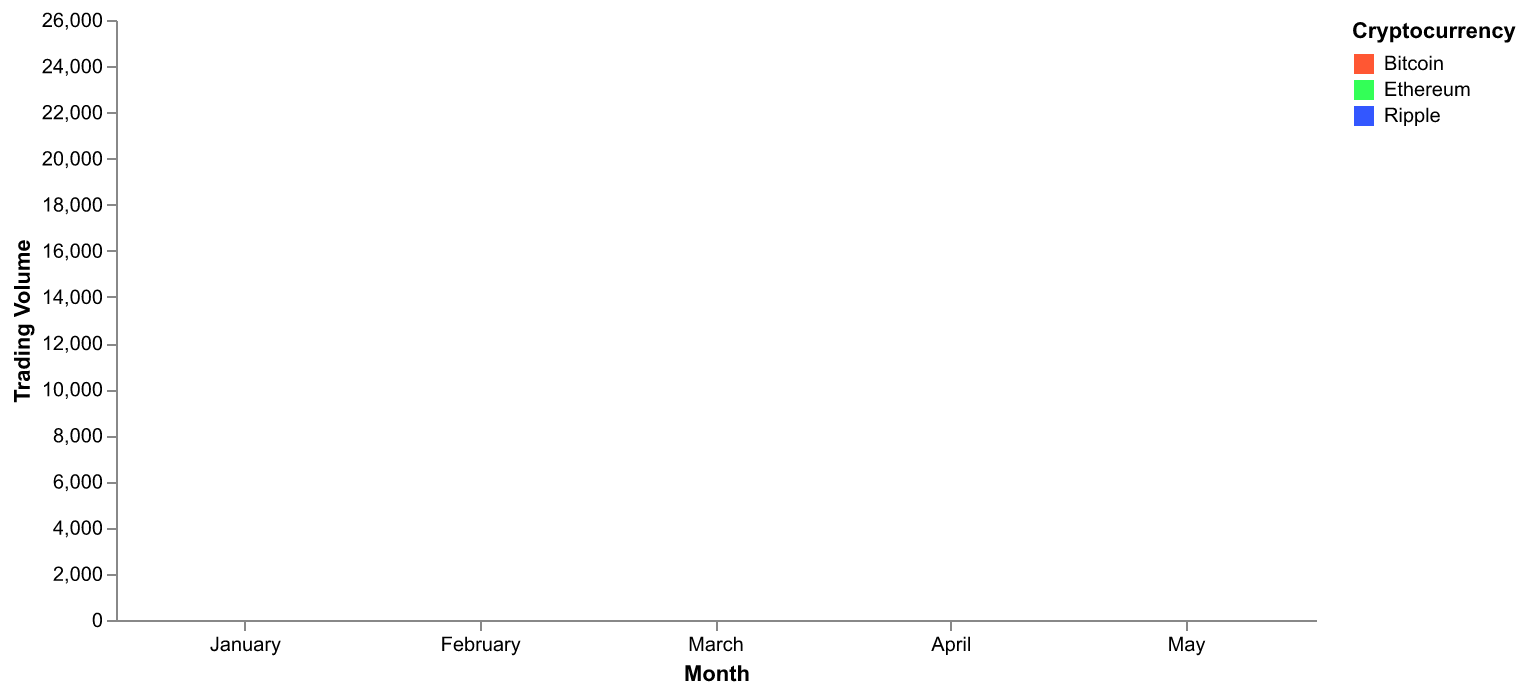 26,000
24,000
22,000
20,000
18,000
16,000
14,000
12,000
10,000
8,000
6,000
4,000
2,000
0
Trading Volume
January February March April May
Month
Cryptocurrency
Bitcoin
Ethereum
Ripple